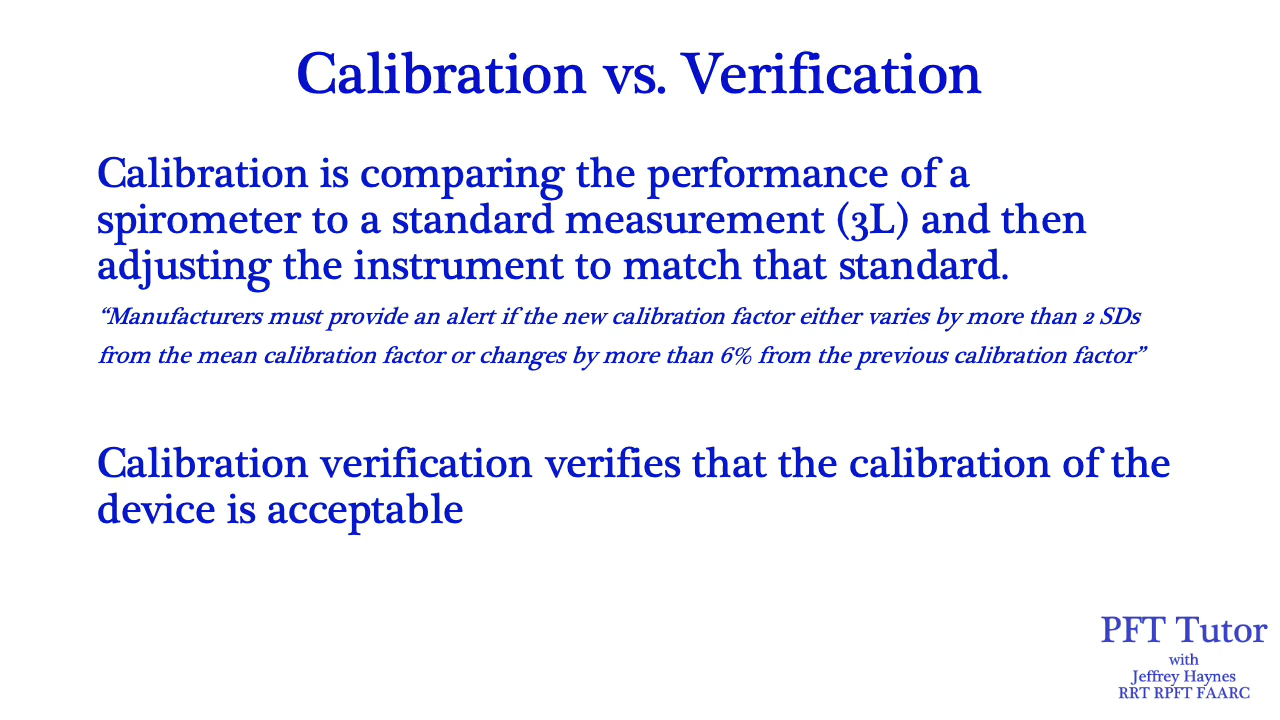 Calibration vs. Verification
Calibration is comparing the performance of a
spirometer to a standard measurement (3L) and then
adjusting the instrument to match that standard.
“Manufacturers must provide an alert if the new calibration factor either varies by more than 2 SDs
from the mean calibration factor or changes by more than 6% from the previous calibration factor”
Calibration verification verifies that the calibration of the
device is acceptable
PFT Tutor
with
Jeffrey Haynes
RRT RPFT FAARC